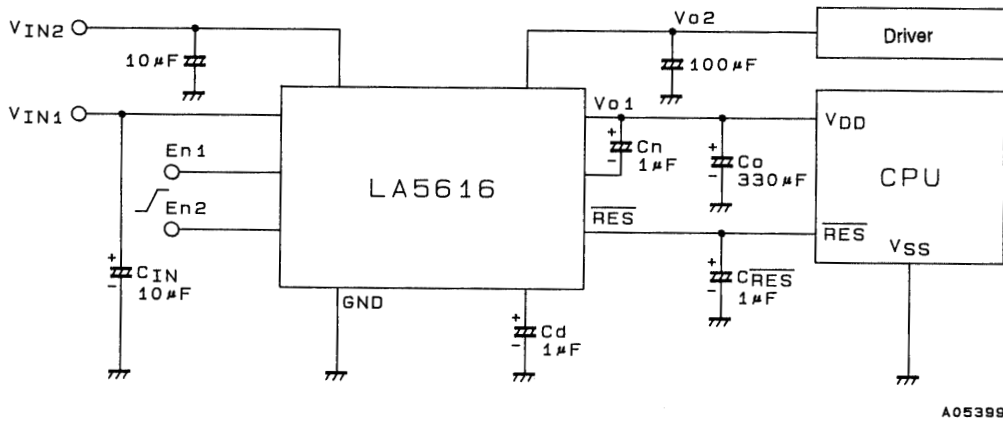 VIN2
10μF
Vo2
100μF
Driver
VIN1
En1
En2
LA5616
Vo1
+
-
Cn
1μF
+
-
Co
330μF
VDD
CPU
RES
RES
VSS
+
-
CIN
10μF
GND
+
-
Cd
1μF
+
-
CRES
1μF
A05399